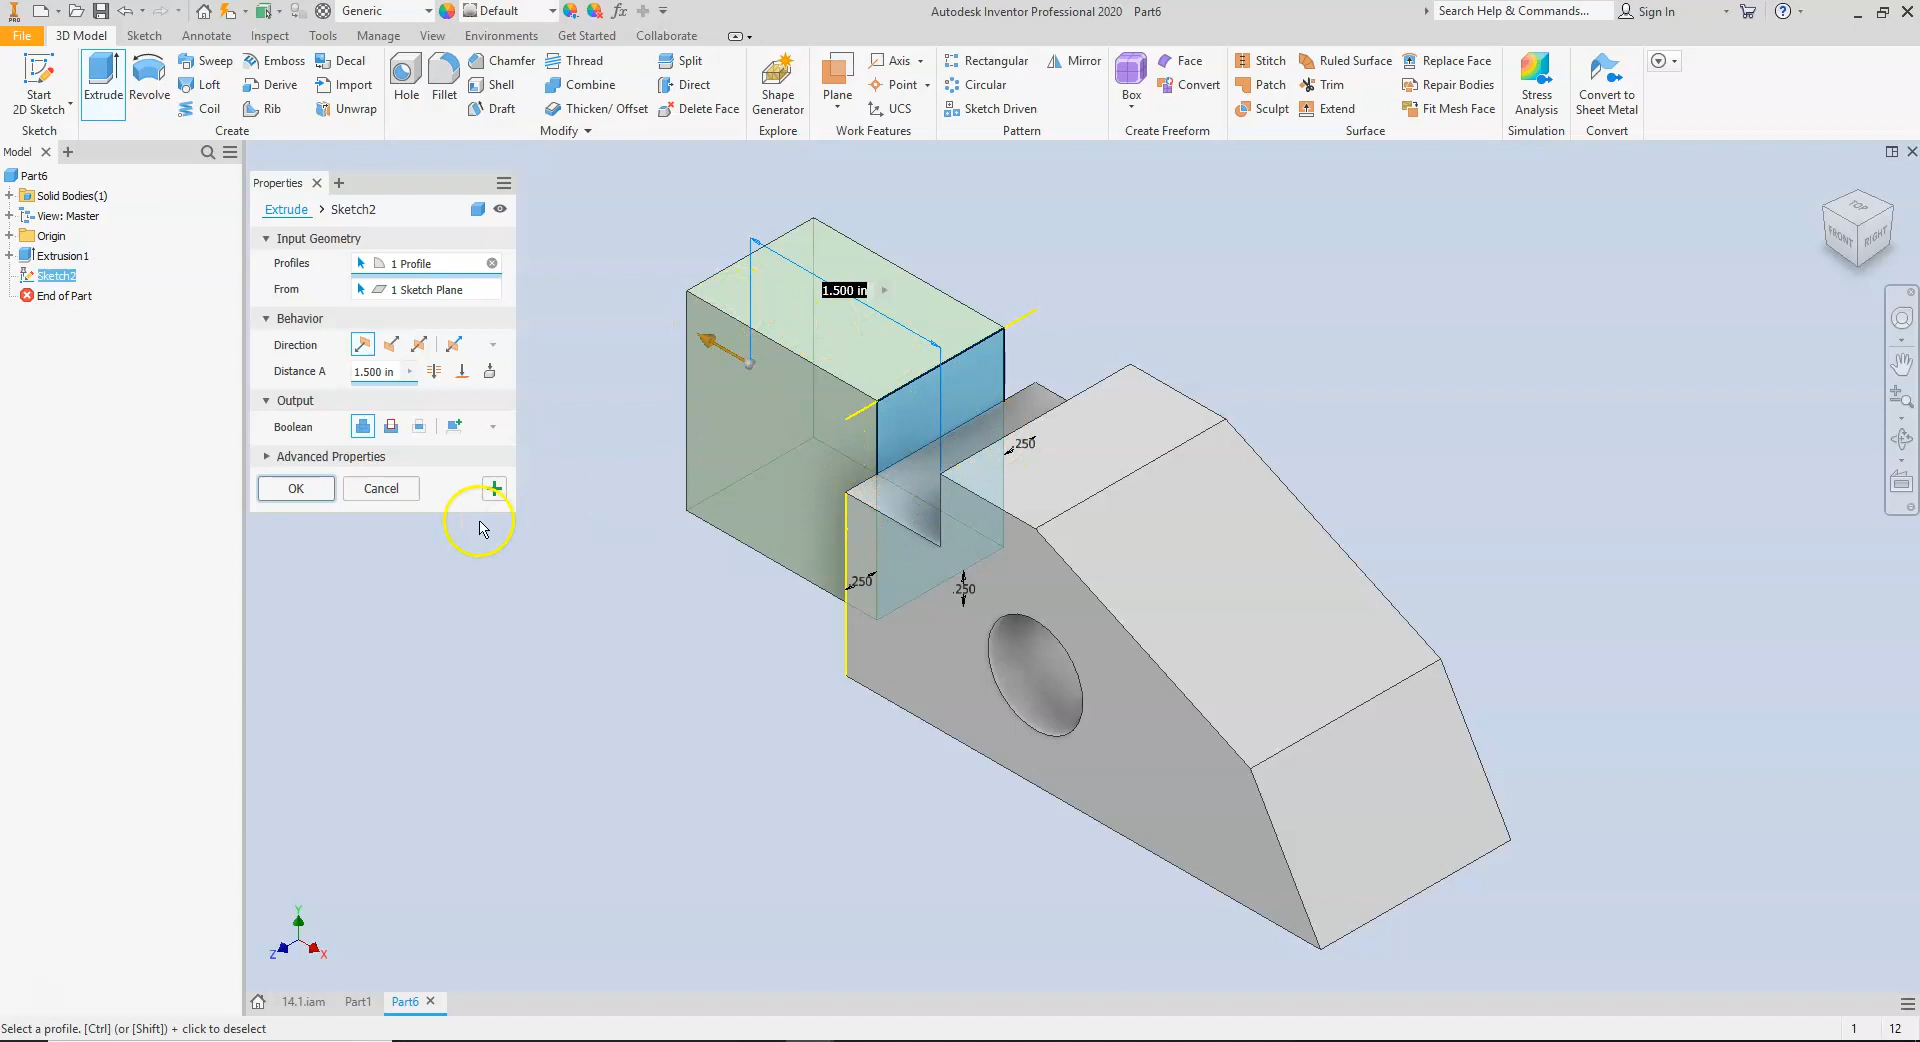 PRO Generic Default Autodesk Inventor Professional 2020 Part6 Search Help & Commands... Sign In
File 3D Model Sketch Annotate Inspect Tools Manage View Environments Get Started Collaborate
Start 2D Sketch Extrude Revolve Sweep Emboss Decal Hole Fillet Chamfer Thread Split Shape Generator Plane Axis Rectangular Mirror Box Face Stitch Ruled Surface Replace Face Stress Analysis Convert to Sheet Metal
Loft Derive Import Shell Combine Direct Point Circular Convert Patch Trim Repair Bodies
Coil Rib Unwrap Draft Thicken/ Offset Delete Face UCS Sketch Driven Sculpt Extend Fit Mesh Face
Sketch Create Modify Explore Work Features Pattern Create Freeform Surface Simulation Convert
Model
Part6
Solid Bodies(1)
View: Master
Origin
Extrusion1
Sketch2
End of Part
Properties
Extrude > Sketch2
Input Geometry
Profiles 1 Profile
From 1 Sketch Plane
Behavior
Direction
Distance A 1.500 in
Output
Boolean
Advanced Properties
OK Cancel
1.500 in
.250
.250
.250
TOP
FRONT RIGHT
Y
Z X
14.1.iam Part1 Part6
Select a profile. [Ctrl] (or [Shift]) + click to deselect 1 12